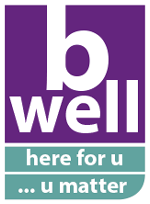 b
well
here for u
... u matter